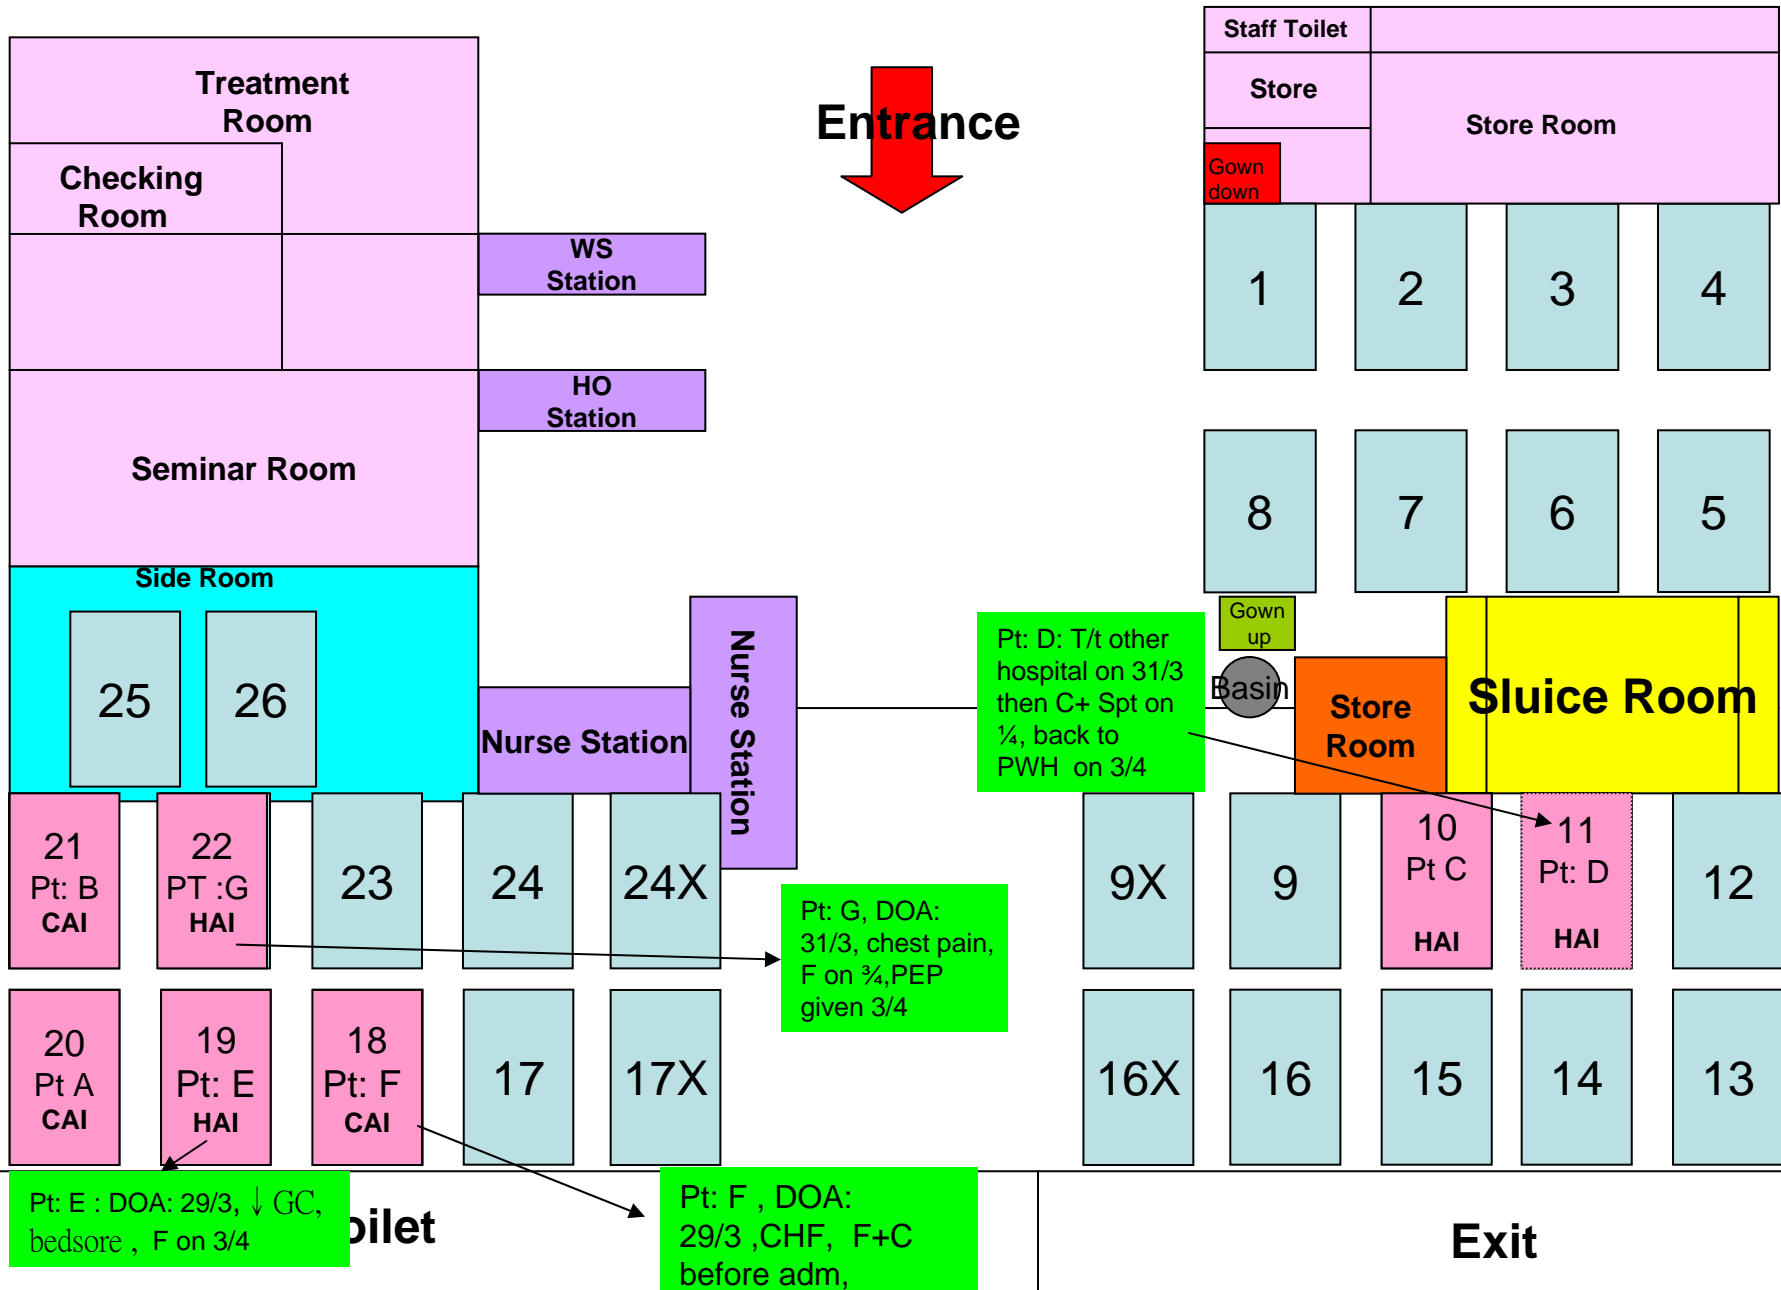 Staff Toilet
Treatment
Room
Entrance
Store
Store Room
Checking
Room
Gown
down
WS
Station
1
2
3
4
HO
Station
Seminar Room
8
7
6
5
Side Room
25
26
Nurse Station
Nurse Station
Pt: D: T/t other
hospital on 31/3
then C+ Spt on
¼, back to
PWH on 3/4
Gown
up
Basin
Store
Room
Sluice Room
21
Pt: B
CAI
22
PT :G
HAI
23
24
24X
9X
9
10
Pt C
HAI
11
Pt: D
HAI
12
Pt: G, DOA:
31/3, chest pain,
F on ¾,PEP
given 3/4
20
Pt A
CAI
19
Pt: E
HAI
18
Pt: F
CAI
17
17X
16X
16
15
14
13
Pt: E : DOA: 29/3, ↓ GC,
bedsore , F on 3/4
oilet
Pt: F , DOA:
29/3 ,CHF, F+C
before adm,
Exit